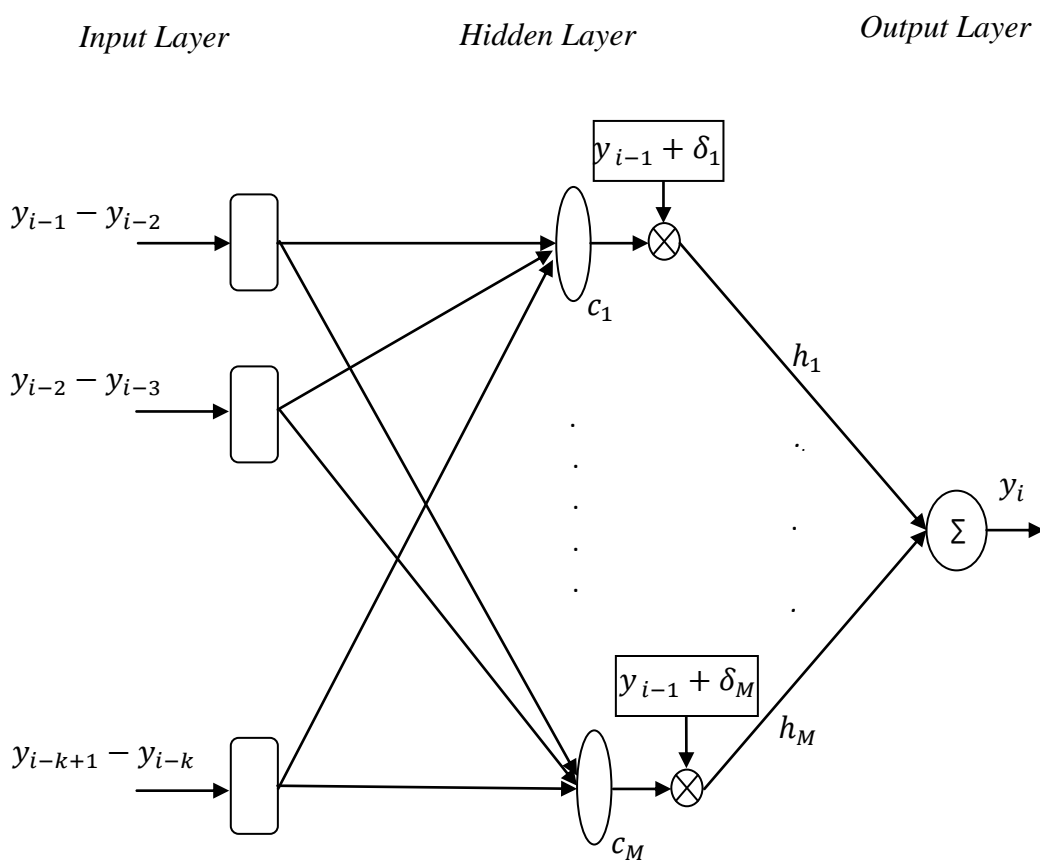 Input Layer
Hidden Layer
Output Layer
y_{i−1} + δ_1
y_{i−1} − y_{i−2}
c_1
h_1
y_{i−2} − y_{i−3}
y_i
Σ
y_{i−1} + δ_M
h_M
y_{i−k+1} − y_{i−k}
c_M